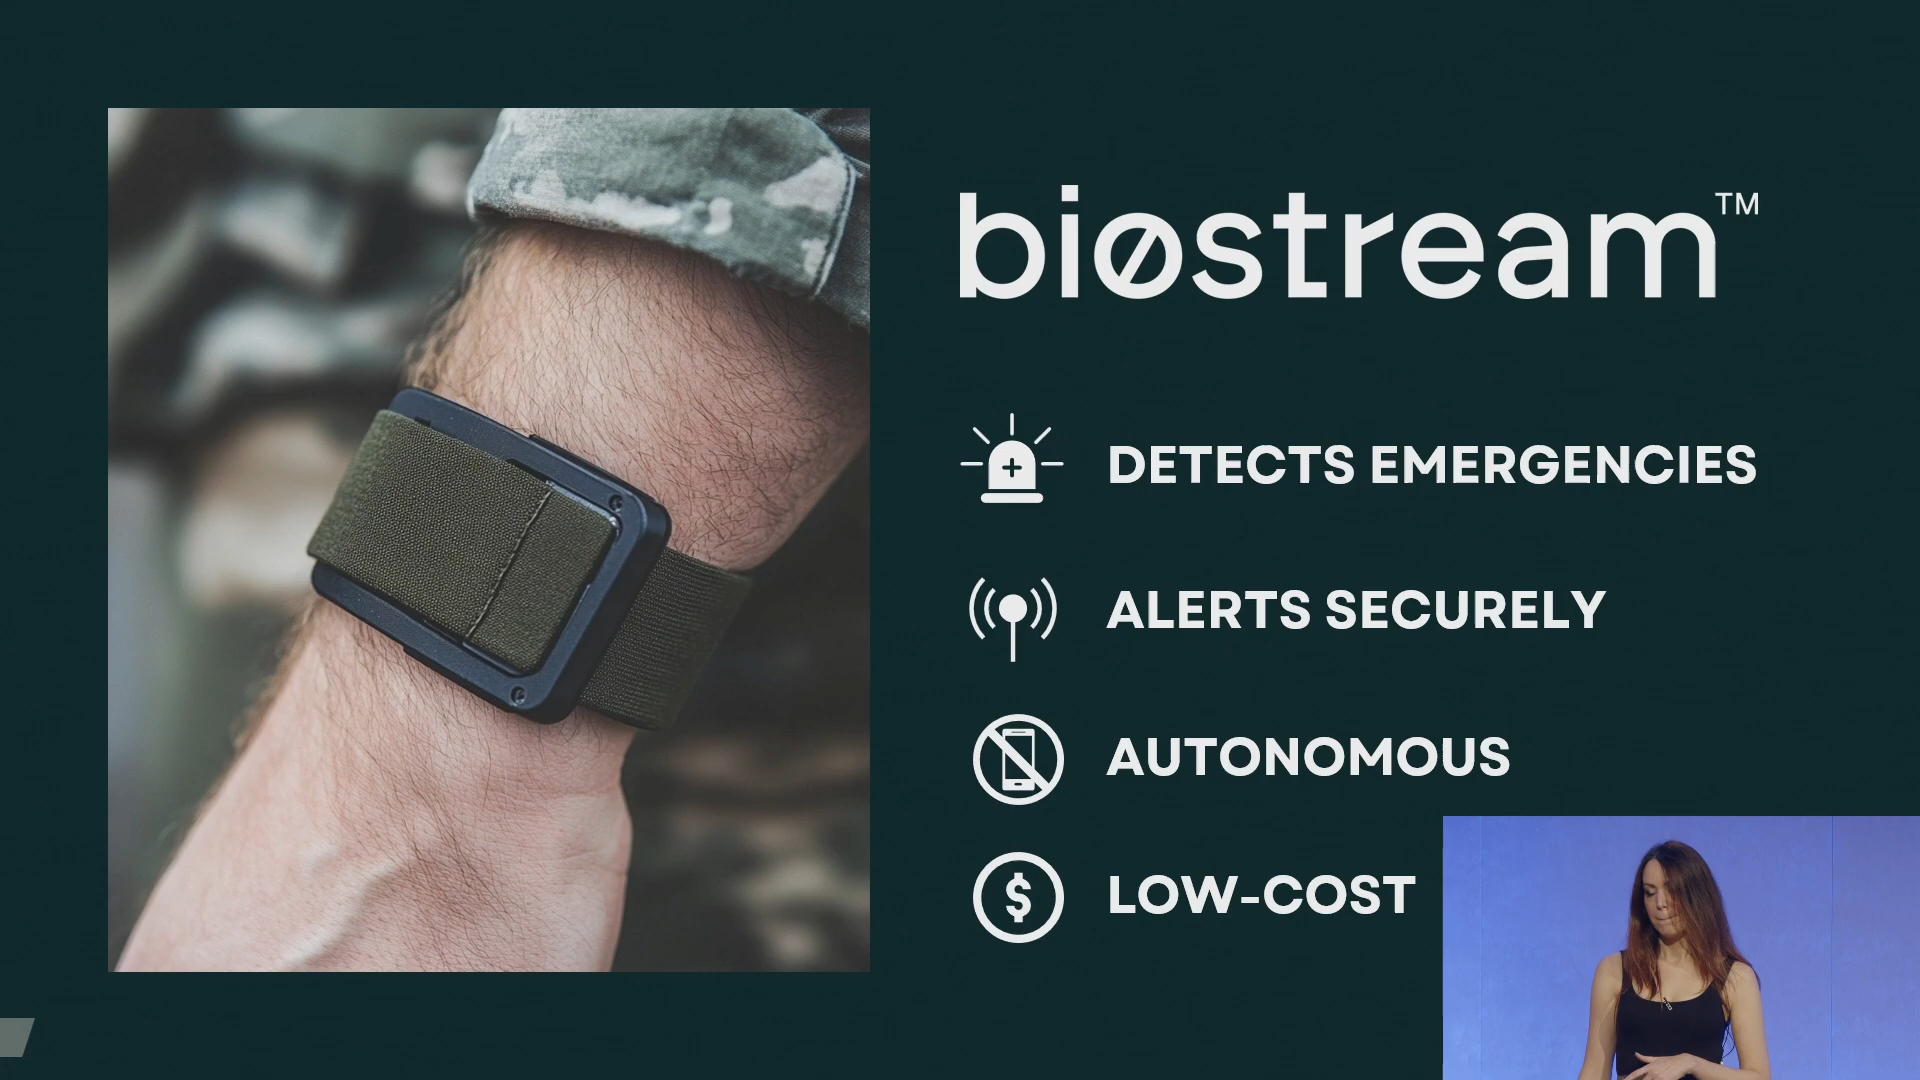 biøstream™
DETECTS EMERGENCIES
ALERTS SECURELY
AUTONOMOUS
$ LOW-COST